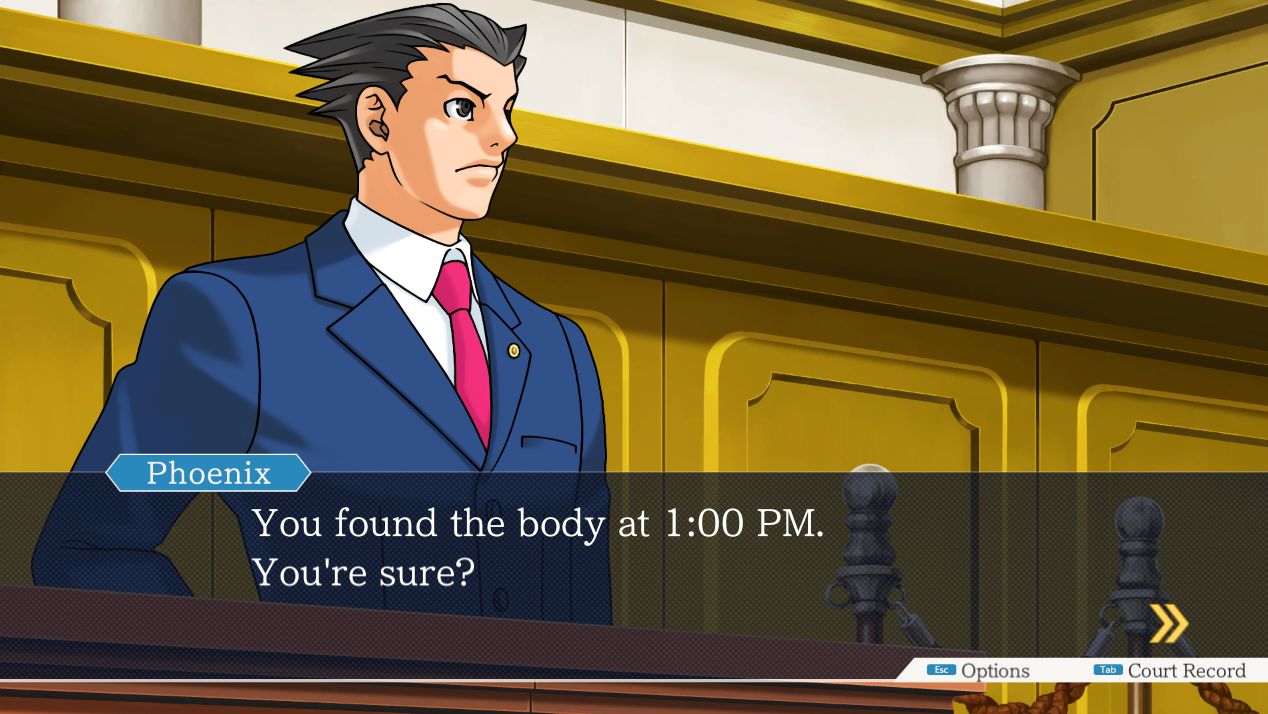 Phoenix
You found the body at 1:00 PM.
You're sure?
Esc Options Tab Court Record